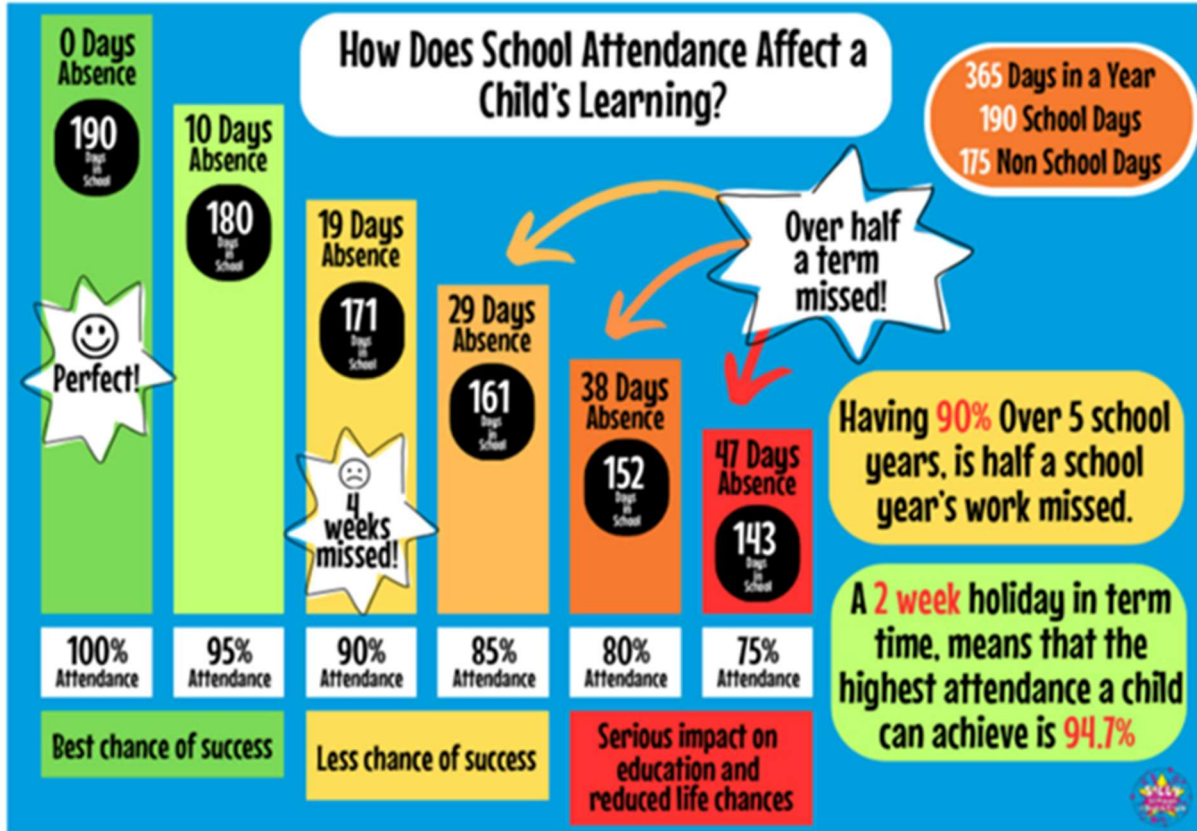 How Does School Attendance Affect a
Child's Learning?
365 Days in a Year
190 School Days
175 Non School Days
0 Days
Absence
190
Days
in
School
Perfect!
100%
Attendance
10 Days
Absence
180
Days
in
School
95%
Attendance
19 Days
Absence
171
Days
in
School
4
weeks
missed!
90%
Attendance
29 Days
Absence
161
Days
in
School
85%
Attendance
38 Days
Absence
152
Days
in
School
80%
Attendance
47 Days
Absence
143
Days
in
School
75%
Attendance
Over half
a term
missed!
Best chance of success
Less chance of success
Serious impact on
education and
reduced life chances
Having 90% Over 5 school
years, is half a school
year's work missed.
A 2 week holiday in term
time, means that the
highest attendance a child
can achieve is 94.7%